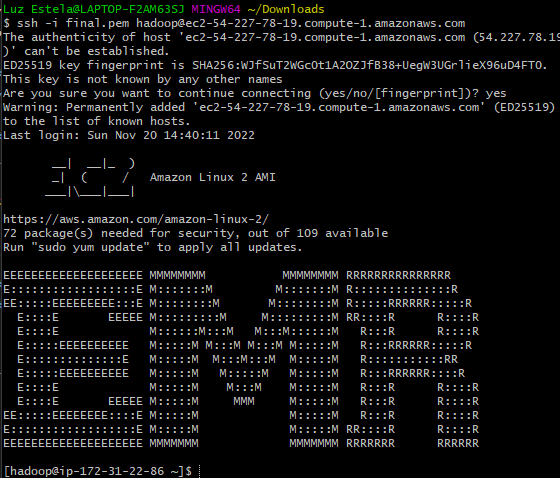 Luz Estela@LAPTOP-F2AM63SJ MINGW64 ~/Downloads
$ ssh -i final.pem hadoop@ec2-54-227-78-19.compute-1.amazonaws.com
The authenticity of host 'ec2-54-227-78-19.compute-1.amazonaws.com (54.227.78.19
)' can't be established.
ED25519 key fingerprint is SHA256:WJfSuT2WGcOt1A2OZJfB38+UegW3UGrlieX96uD4FTO.
This key is not known by any other names
Are you sure you want to continue connecting (yes/no/[fingerprint])? yes
Warning: Permanently added 'ec2-54-227-78-19.compute-1.amazonaws.com' (ED25519)
to the list of known hosts.
Last login: Sun Nov 20 14:40:11 2022

       __|  __|_  )
       _|  (     /   Amazon Linux 2 AMI
      ___|\___|___|

https://aws.amazon.com/amazon-linux-2/
72 package(s) needed for security, out of 109 available
Run "sudo yum update" to apply all updates.

EEEEEEEEEEEEEEEEEEEE MMMMMMMM           MMMMMMMM RRRRRRRRRRRRRRR
E::::::::::::::::::E M:::::::M         M:::::::M R::::::::::::::R
EE:::::EEEEEEEEE:::E M::::::::M       M::::::::M R:::::RRRRRR:::::R
  E::::E       EEEEE M:::::::::M     M:::::::::M RR::::R      R::::R
  E::::E             M::::::M:::M   M:::M::::::M   R:::R      R::::R
  E:::::EEEEEEEEEE   M:::::M M:::M M:::M M:::::M   R:::RRRRRR:::::R
  E::::::::::::::E   M:::::M  M:::M:::M  M:::::M   R:::::::::::RR
  E:::::EEEEEEEEEE   M:::::M   M:::::M   M:::::M   R:::RRRRRR::::R
  E::::E             M:::::M    M:::M    M:::::M   R:::R      R::::R
  E::::E       EEEEE M:::::M     MMM     M:::::M   R:::R      R::::R
EE:::::EEEEEEEE::::E M:::::M             M:::::M   R:::R      R::::R
E::::::::::::::::::E M:::::M             M:::::M RR::::R      R::::R
EEEEEEEEEEEEEEEEEEEE MMMMMMM             MMMMMMM RRRRRRR      RRRRRR

[hadoop@ip-172-31-22-86 ~]$